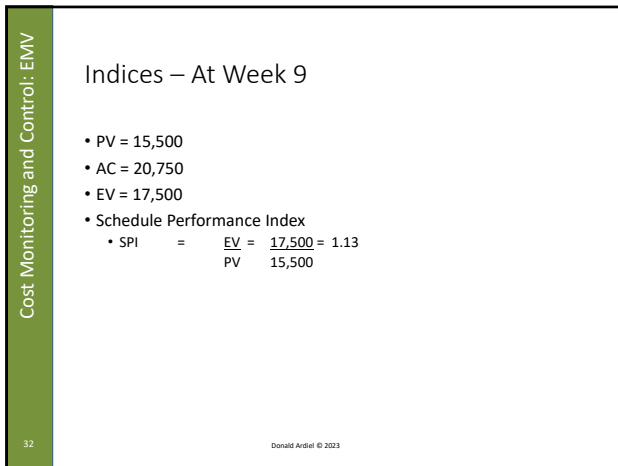 Cost Monitoring and Control: EMV
Indices – At Week 9
• PV = 15,500
• AC = 20,750
• EV = 17,500
• Schedule Performance Index
• SPI = EV = 17,500 = 1.13
PV 15,500
32
Donald Ardiel © 2023